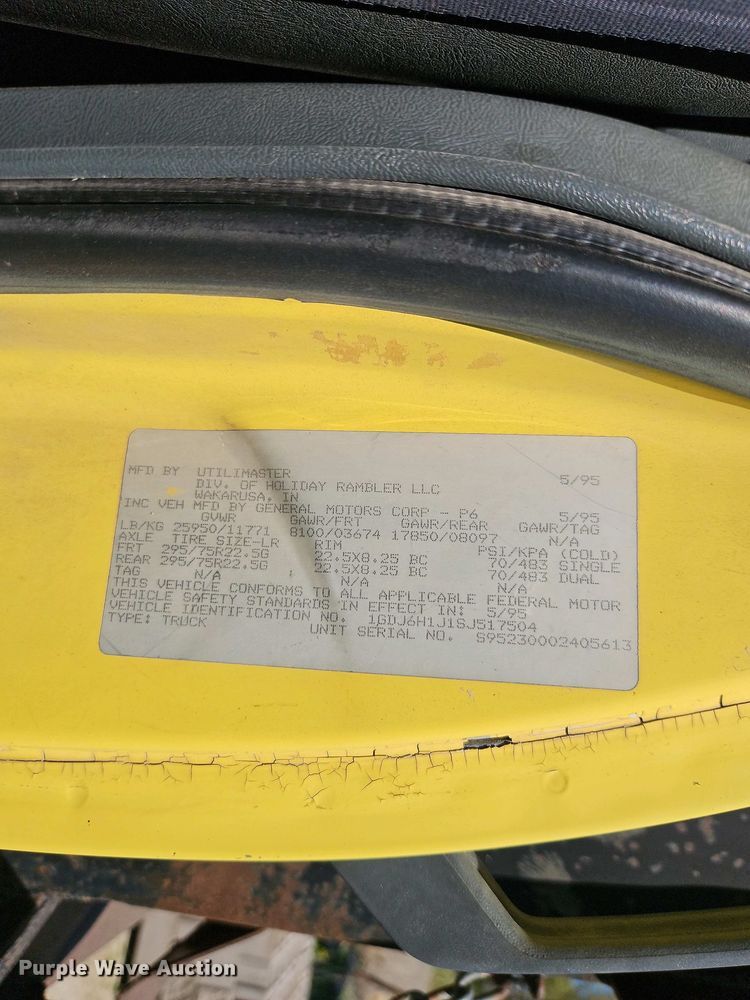 MFD BY UTILIMASTER 5/95
DIV. OF HOLIDAY RAMBLER LLC
WAKARUSA, IN
INC VEH MFD BY GENERAL MOTORS CORP - P6 5/95
GVWR GAWR/FRT GAWR/REAR GAWR/TAG
LB/KG 25950/11771 8100/03674 17850/08097 N/A
AXLE TIRE SIZE-LR RIM PSI/KPA (COLD)
FRT 295/75R22.5G 22.5X8.25 BC 70/483 SINGLE
REAR 295/75R22.5G 22.5X8.25 BC 70/483 DUAL
TAG N/A N/A N/A
THIS VEHICLE CONFORMS TO ALL APPLICABLE FEDERAL MOTOR
VEHICLE SAFETY STANDARDS IN EFFECT IN: 5/95
VEHICLE IDENTIFICATION NO. 1GDJ6H1J1SJ517504
TYPE: TRUCK UNIT SERIAL NO. S95230002405613
Purple Wave Auction